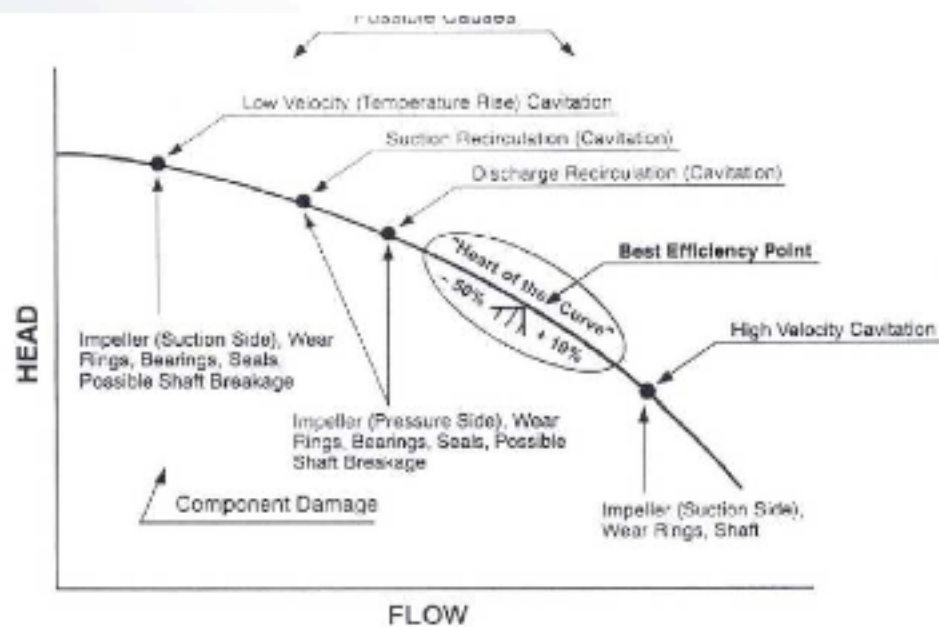 Possible Causes
Low Velocity (Temperature Rise) Cavitation
Suction Recirculation (Cavitation)
Discharge Recirculation (Cavitation)
"Heart of the Curve"
Best Efficiency Point
- 50%
+ 10%
High Velocity Cavitation
HEAD
Impeller (Suction Side), Wear
Rings, Bearings, Seals,
Possible Shaft Breakage
Impeller (Pressure Side), Wear
Rings, Bearings, Seals, Possible
Shaft Breakage
Component Damage
Impeller (Suction Side),
Wear Rings, Shaft
FLOW